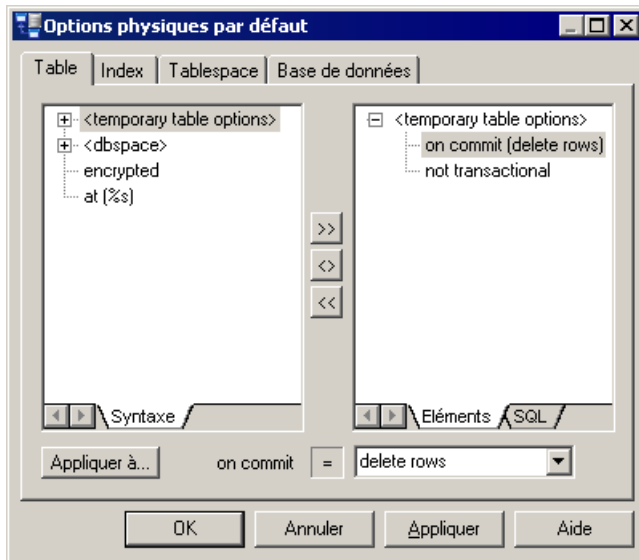 Options physiques par défaut
Table Index Tablespace Base de données
<temporary table options>
<dbspace>
encrypted
at (%s)
>>
<>
<<
<temporary table options>
on commit (delete rows)
not transactional
Syntaxe
Eléments SQL
Appliquer à... on commit = delete rows
OK Annuler Appliquer Aide